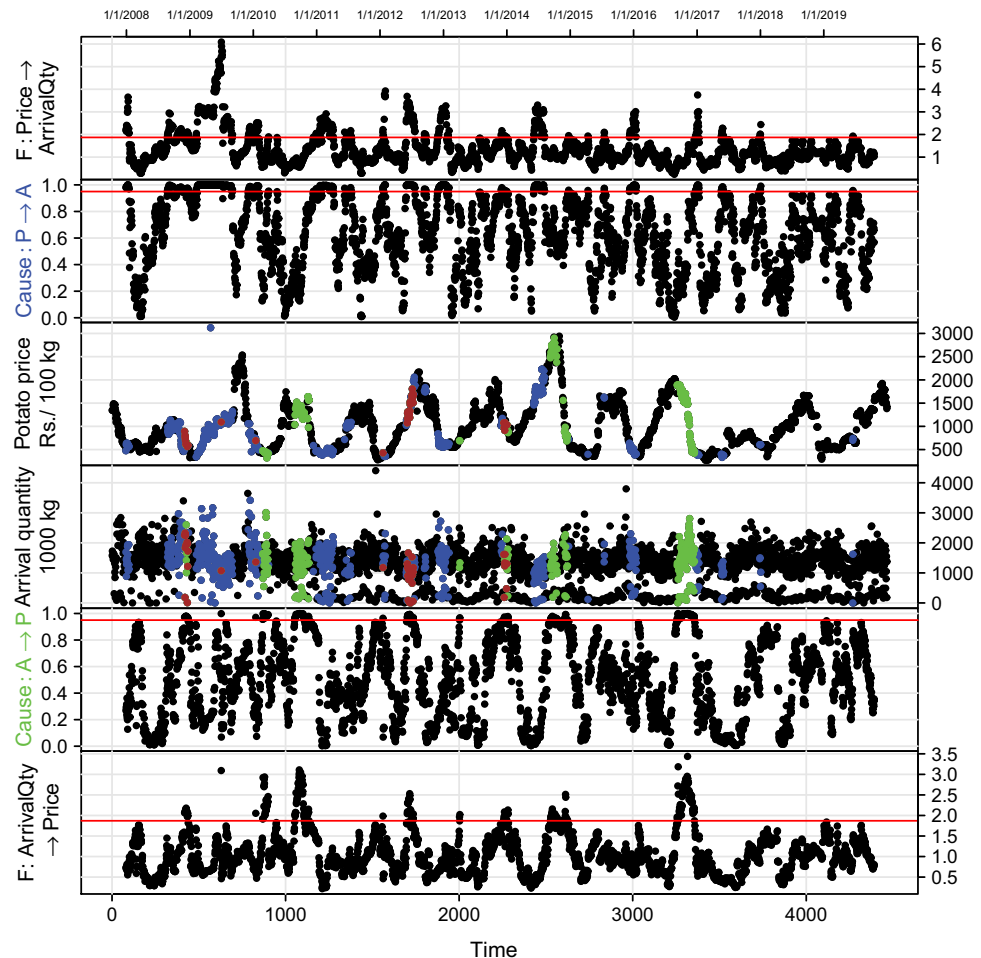 1/1/2008 1/1/2009 1/1/2010 1/1/2011 1/1/2012 1/1/2013 1/1/2014 1/1/2015 1/1/2016 1/1/2017 1/1/2018 1/1/2019
F: Price →
ArrivalQty
6
5
4
3
2
1
Cause: P → A
1.0
0.8
0.6
0.4
0.2
0.0
Potato price
Rs./ 100 kg
3000
2500
2000
1500
1000
500
Arrival quantity
1000 kg
4000
3000
2000
1000
0
Cause: A → P
1.0
0.8
0.6
0.4
0.2
0.0
F: ArrivalQty
→ Price
3.5
3.0
2.5
2.0
1.5
1.0
0.5
0 1000 2000 3000 4000
Time